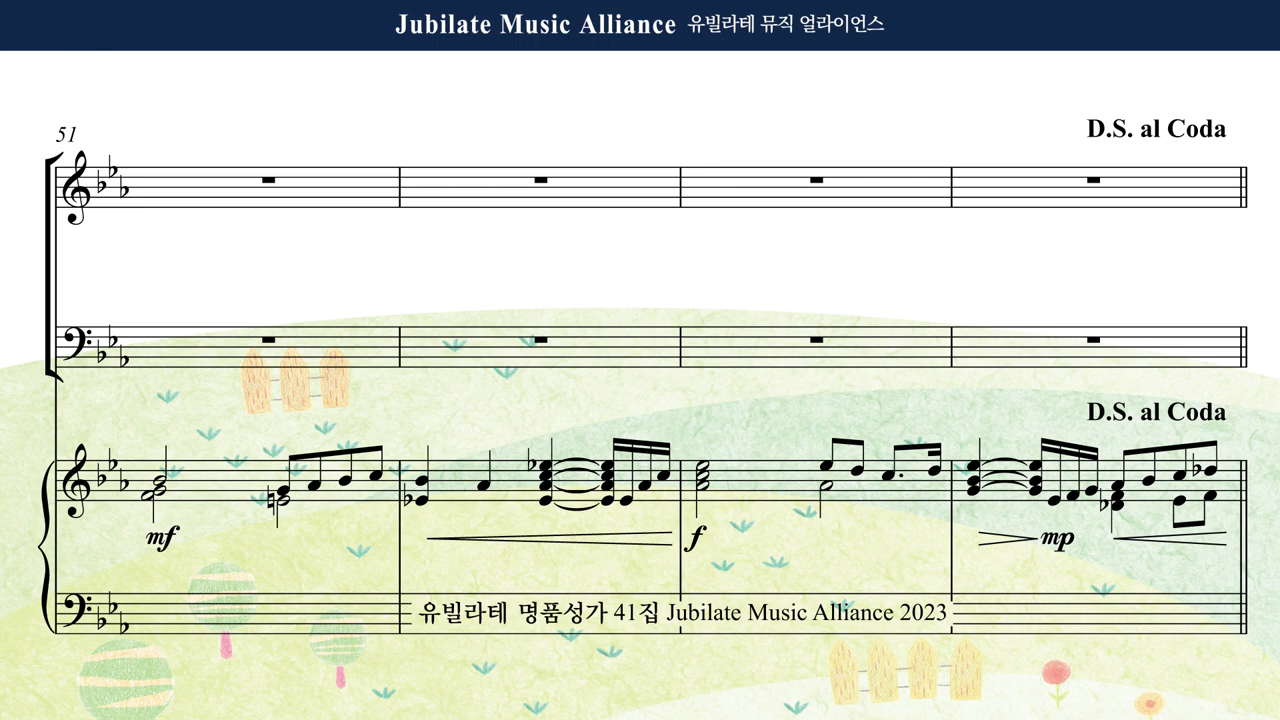 Jubilate Music Alliance 유빌라테 뮤직 얼라이언스
51
D.S. al Coda
D.S. al Coda
mf
f
mp
유빌라테 명품성가 41집 Jubilate Music Alliance 2023